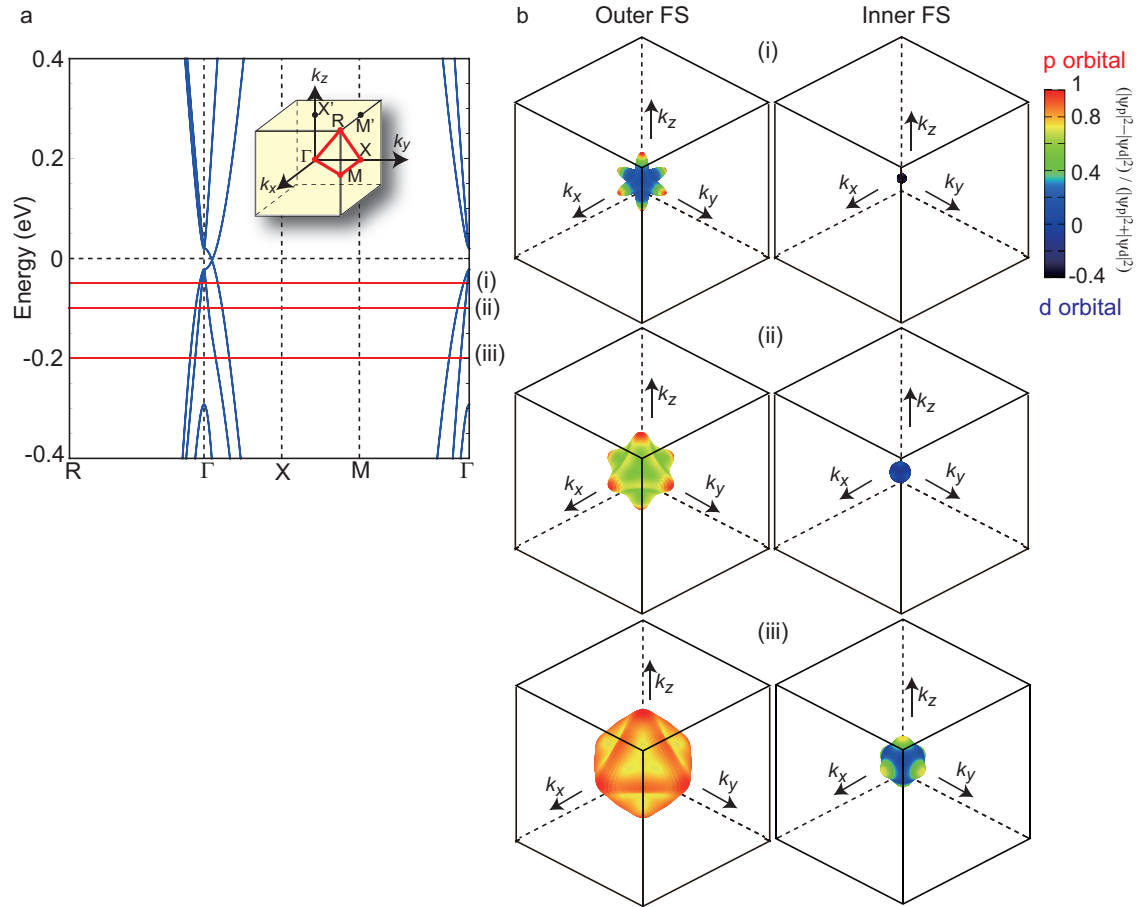 a
0.4
0.2
0
-0.2
-0.4
Energy (eV)
R
Γ
X
M
Γ
(i)
(ii)
(iii)
kz
X'
M'
R
Γ
X
ky
kx
M
b
Outer FS
Inner FS
(i)
kz
kx
ky
kz
kx
ky
(ii)
kz
kx
ky
kz
kx
ky
(iii)
kz
kx
ky
kz
kx
ky
p orbital
1
0.8
0.4
0
-0.4
d orbital
(|ψp|²−|ψd|²) / (|ψp|²+|ψd|²)